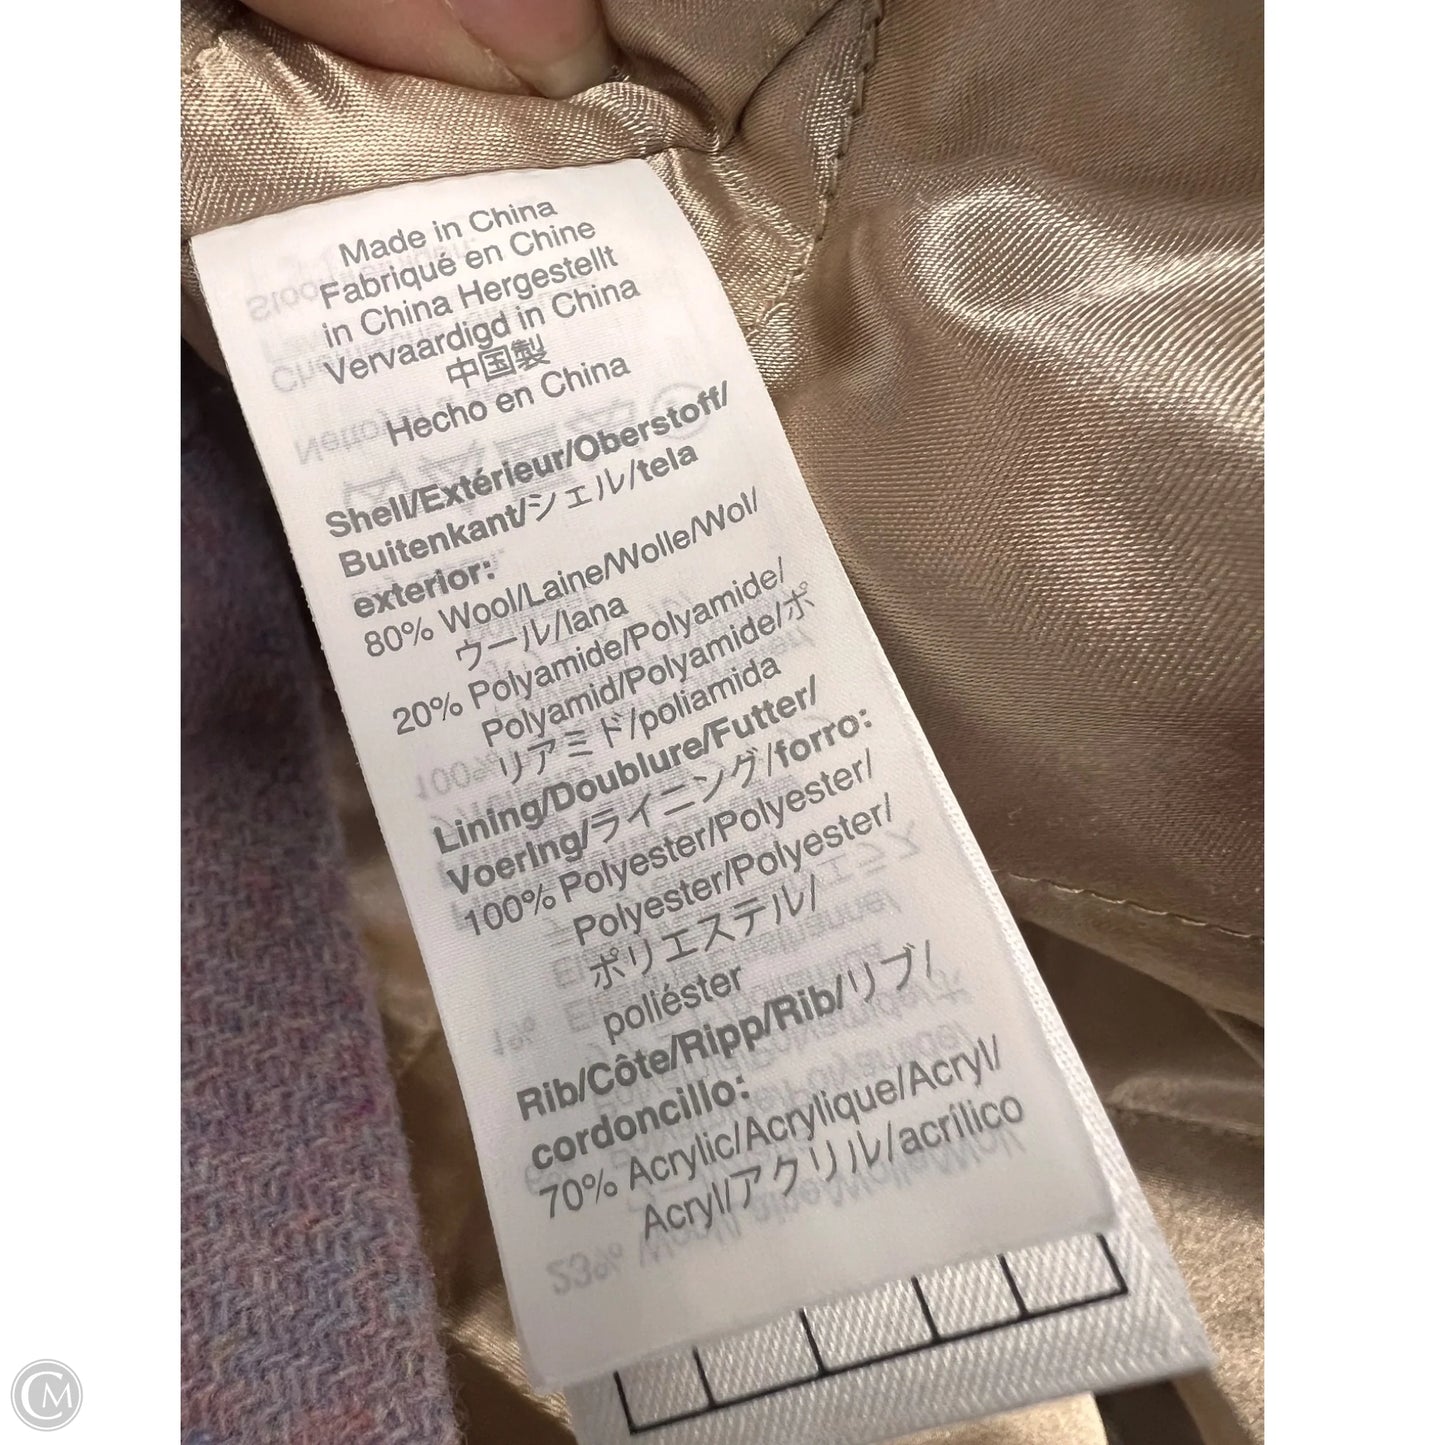 Made in China
Fabriqué en Chine
in China Hergestellt
Vervaardigd in China
中国製
Hecho en China
Shell/Extérieur/Oberstoff/
Buitenkant/シェル/tela
exterior:
80% Wool/Laine/Wolle/Wol/
ウール/lana
20% Polyamide/Polyamide/
Polyamid/Polyamide/ポ
リアミド/poliamida
Lining/Doublure/Futter/
Voering/ライニング/forro:
100% Polyester/Polyester/
Polyester/Polyester/
ポリエステル/
poliéster
Rib/Côte/Ripp/Rib/リブ/
cordoncillo:
70% Acrylic/Acrylique/Acryl/
Acryl/アクリル/acrílico
CM